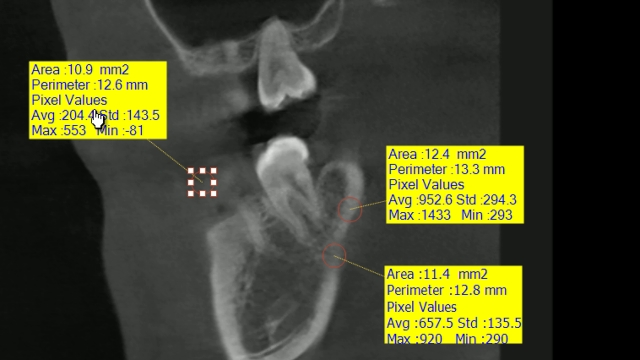 Area :10.9 mm2
Perimeter :12.6 mm
Pixel Values
Avg :204.4 Std :143.5
Max :553 Min :-81
Area :12.4 mm2
Perimeter :13.3 mm
Pixel Values
Avg :952.6 Std :294.3
Max :1433 Min :293
Area :11.4 mm2
Perimeter :12.8 mm
Pixel Values
Avg :657.5 Std :135.5
Max :920 Min :290